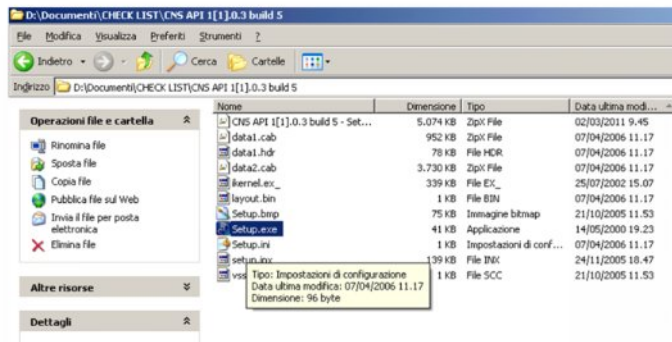 D:\Documenti\CHECK LIST\CNS API 1[1].0.3 build 5
File Modifica Visualizza Preferiti Strumenti ?
Indietro Cerca Cartelle
Indirizzo D:\Documenti\CHECK LIST\CNS API 1[1].0.3 build 5
Operazioni file e cartella
Rinomina file
Sposta file
Copia file
Pubblica file sul Web
Invia il file per posta
elettronica
Elimina file
Altre risorse
Dettagli
Nome Dimensione Tipo Data ultima modi...
CNS API 1[1].0.3 build 5 - Set... 5.074 KB ZipX File 02/03/2011 9.45
data1.cab 952 KB ZipX File 07/04/2006 11.17
data1.hdr 78 KB File HDR 07/04/2006 11.17
data2.cab 3.730 KB ZipX File 07/04/2006 11.17
ikernel.ex_ 339 KB File EX_ 25/07/2002 15.07
layout.bin 1 KB File BIN 07/04/2006 11.17
Setup.bmp 75 KB Immagine bitmap 21/10/2005 11.53
Setup.exe 41 KB Applicazione 14/05/2000 19.23
Setup.ini 1 KB Impostazioni di conf... 07/04/2006 11.17
setup.inx 139 KB File INX 24/11/2005 18.47
vss 1 KB File SCC 21/10/2005 11.53
Tipo: Impostazioni di configurazione
Data ultima modifica: 07/04/2006 11.17
Dimensione: 96 byte